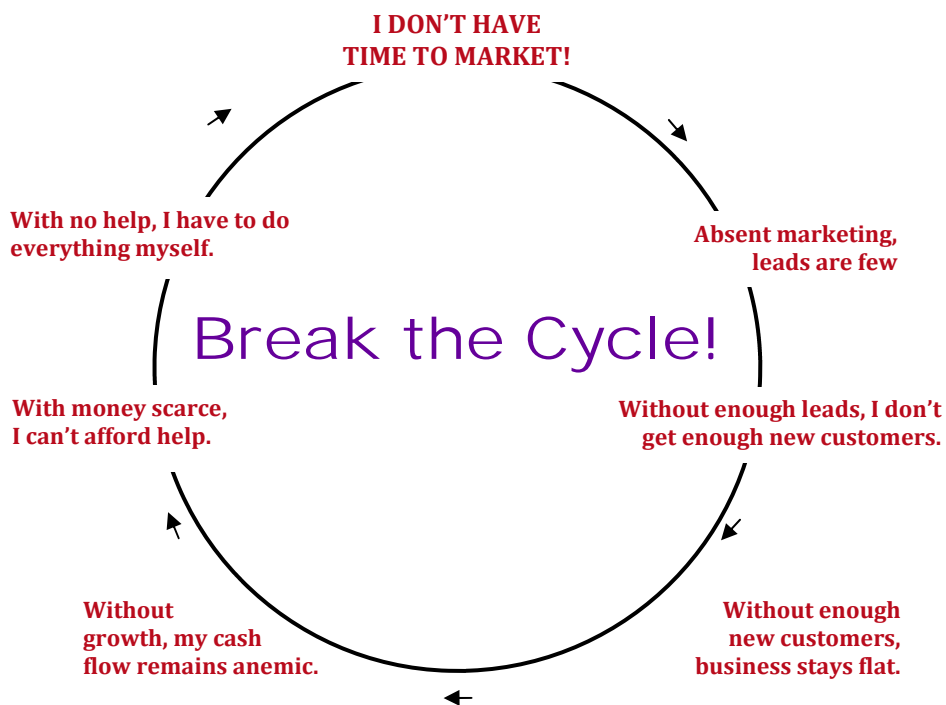 I DON’T HAVE
TIME TO MARKET!
Absent marketing,
leads are few
Without enough leads, I don’t
get enough new customers.
Without enough
new customers,
business stays flat.
Without
growth, my cash
flow remains anemic.
With money scarce,
I can’t afford help.
With no help, I have to do
everything myself.
Break the Cycle!